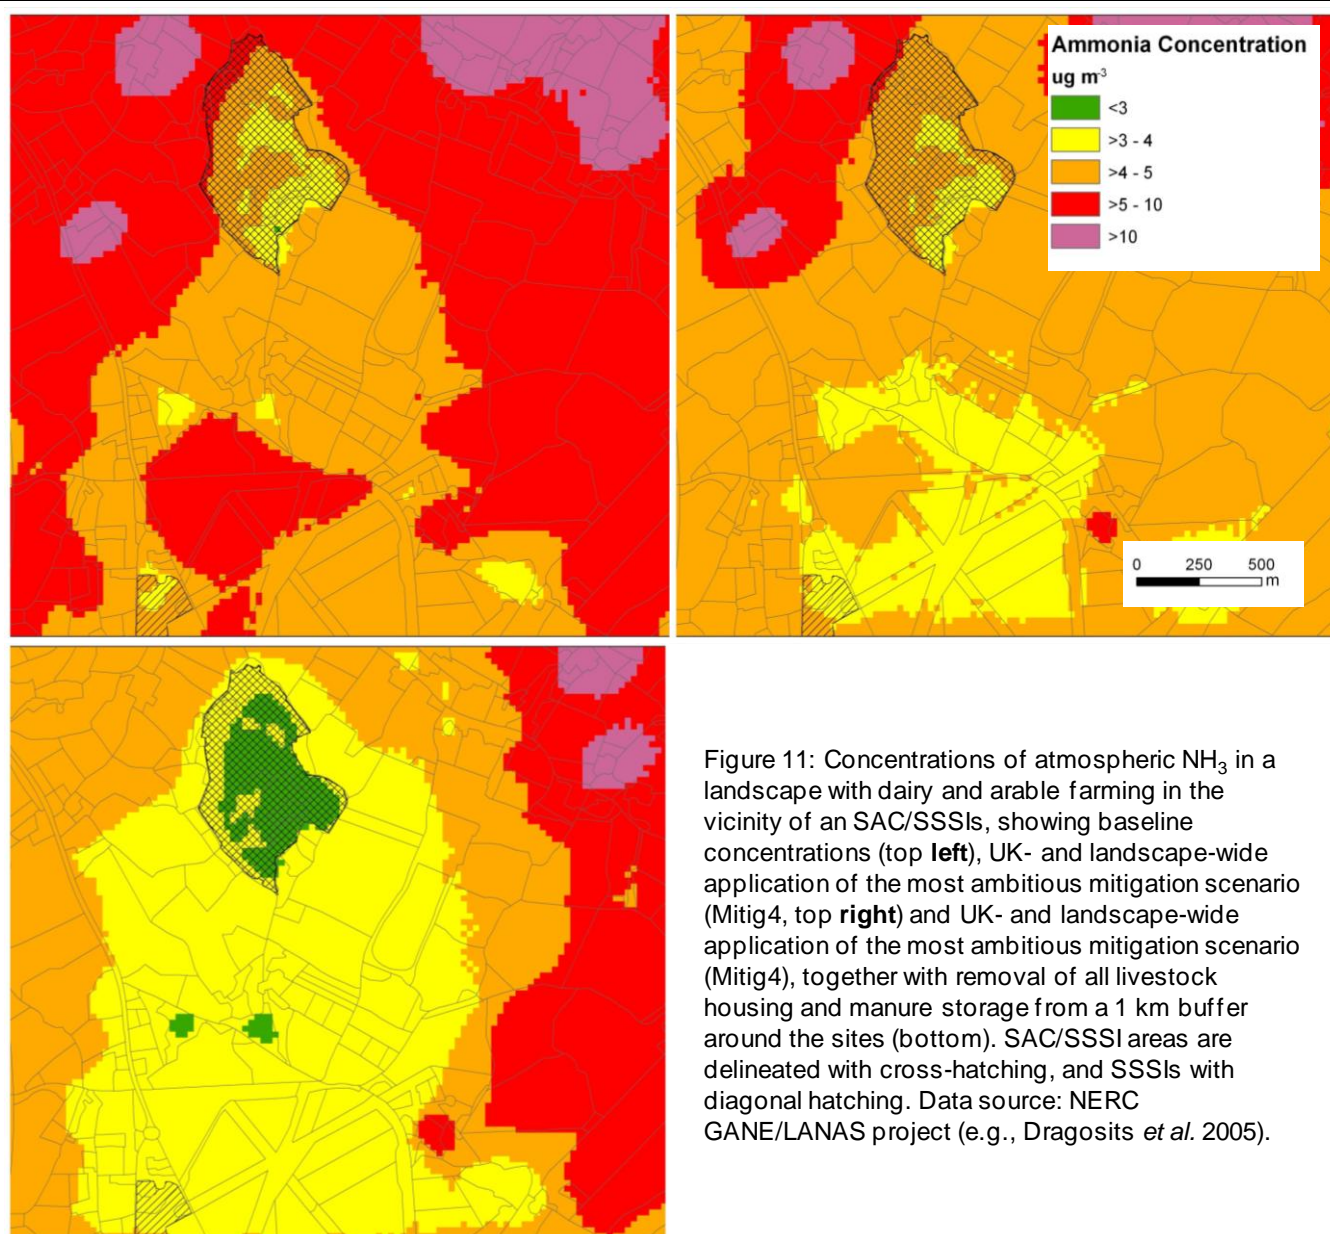 Ammonia Concentration
ug m-3
<3
>3 - 4
>4 - 5
>5 - 10
>10
0 250 500
m
Figure 11: Concentrations of atmospheric NH3 in a
landscape with dairy and arable farming in the
vicinity of an SAC/SSSIs, showing baseline
concentrations (top left), UK- and landscape-wide
application of the most ambitious mitigation scenario
(Mitig4, top right) and UK- and landscape-wide
application of the most ambitious mitigation scenario
(Mitig4), together with removal of all livestock
housing and manure storage from a 1 km buffer
around the sites (bottom). SAC/SSSI areas are
delineated with cross-hatching, and SSSIs with
diagonal hatching. Data source: NERC
GANE/LANAS project (e.g., Dragosits et al. 2005).